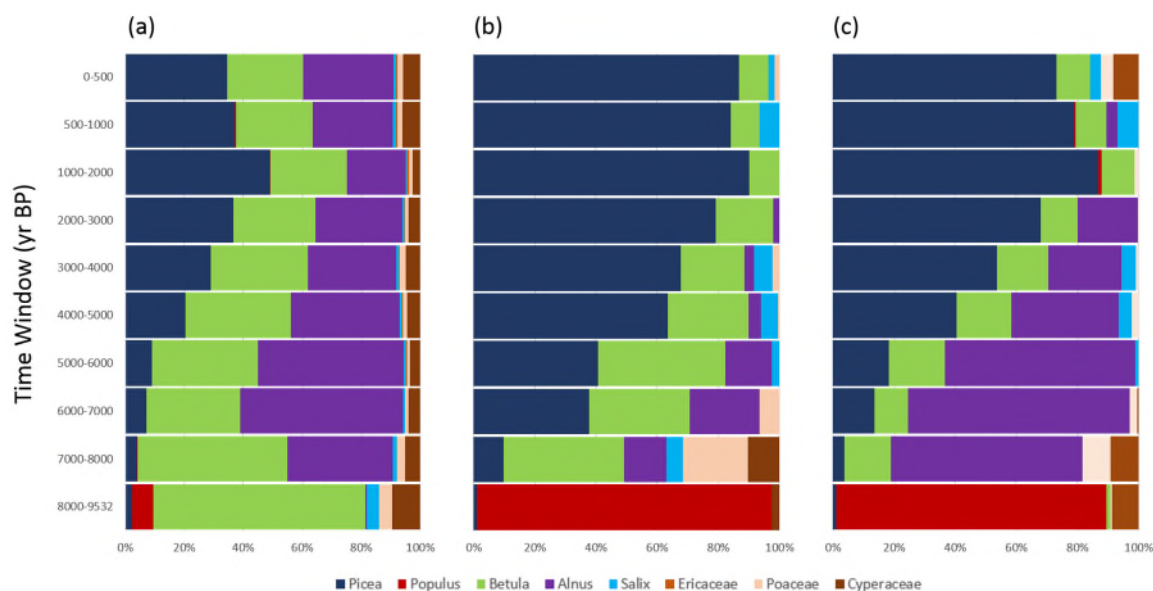 (a) (b) (c)
Time Window (yr BP)
0-500
500-1000
1000-2000
2000-3000
3000-4000
4000-5000
5000-6000
6000-7000
7000-8000
8000-9532
0% 20% 40% 60% 80% 100% 0% 20% 40% 60% 80% 100% 0% 20% 40% 60% 80% 100%
Picea Populus Betula Alnus Salix Ericaceae Poaceae Cyperaceae